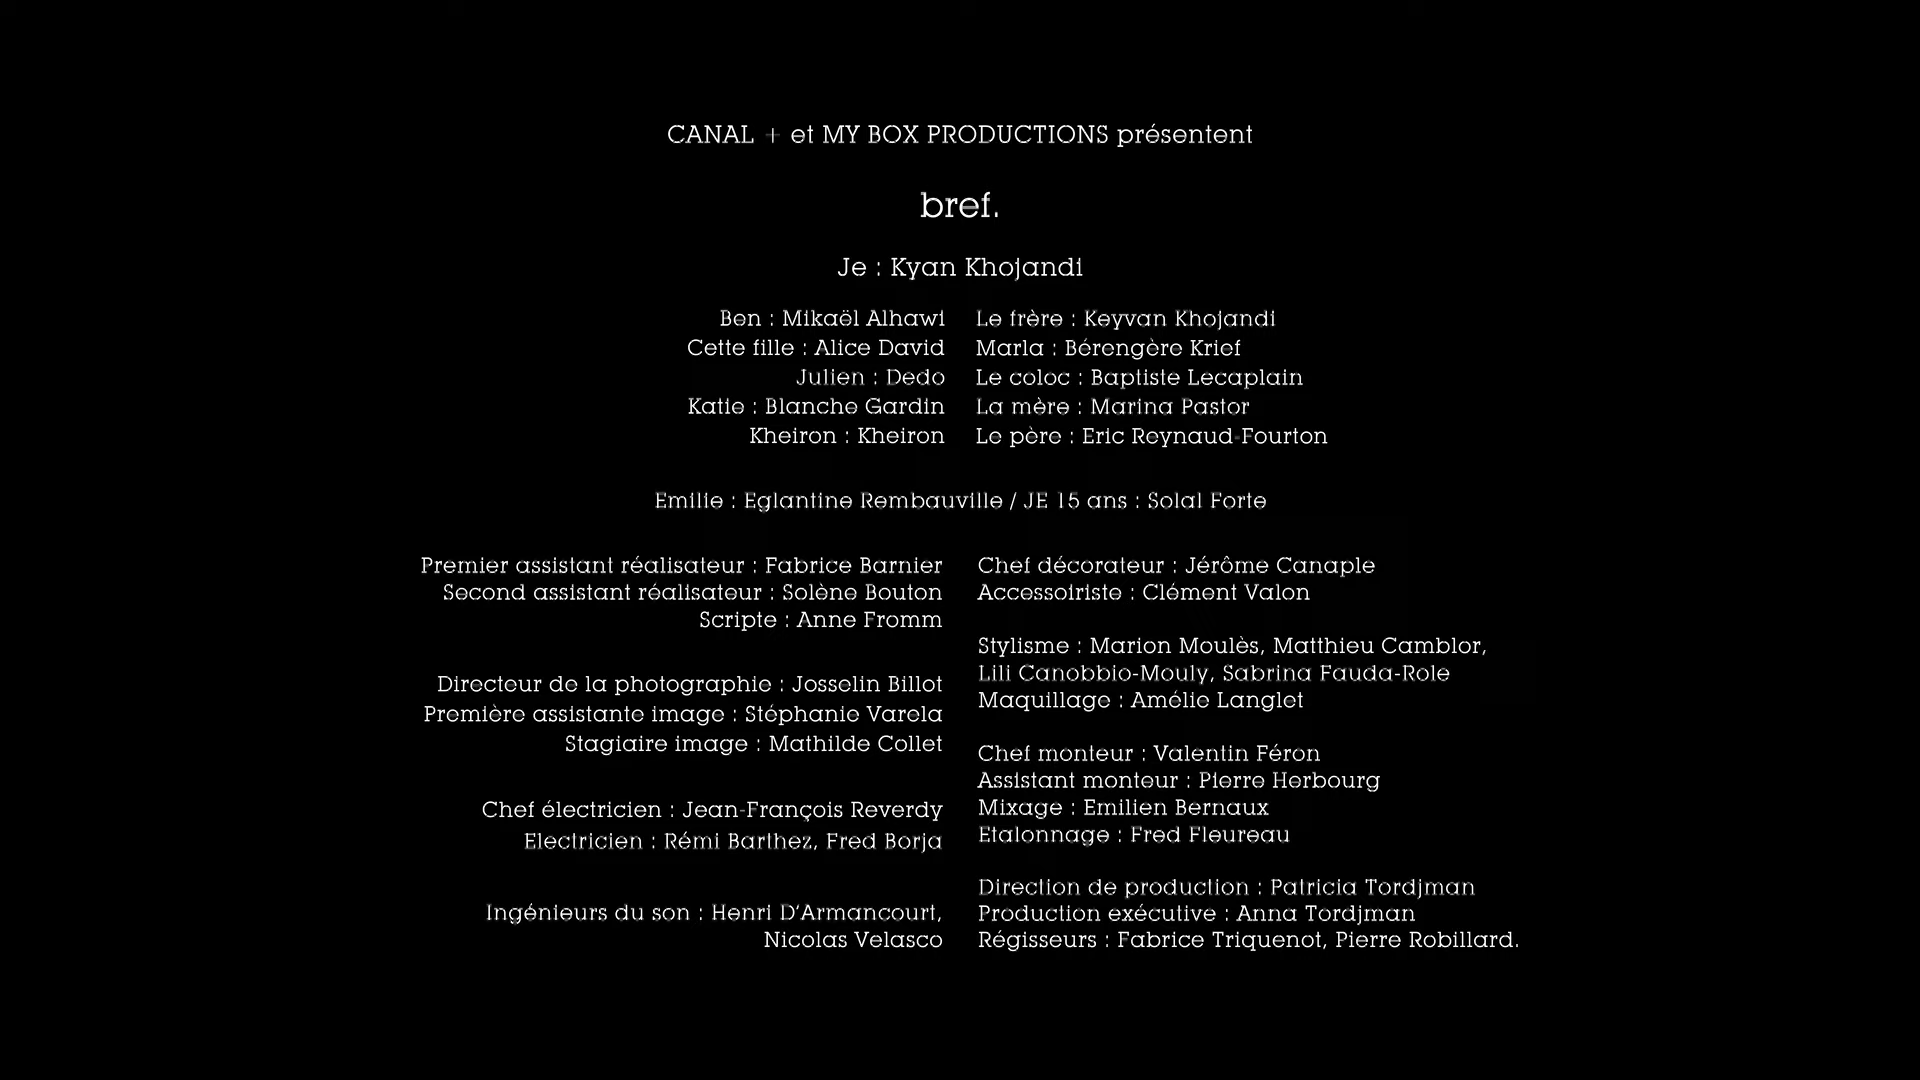 CANAL + et MY BOX PRODUCTIONS présentent
bref.
Je : Kyan Khojandi
Ben : Mikaël Alhawi
Cette fille : Alice David
Julien : Dedo
Katie : Blanche Gardin
Kheiron : Kheiron
Le frère : Keyvan Khojandi
Marla : Bérengère Krief
Le coloc : Baptiste Lecaplain
La mère : Marina Pastor
Le père : Eric Reynaud-Fourton
Emilie : Eglantine Rembauville / JE 15 ans : Solal Forte
Premier assistant réalisateur : Fabrice Barnier
Second assistant réalisateur : Solène Bouton
Scripte : Anne Fromm
Directeur de la photographie : Josselin Billot
Première assistante image : Stéphanie Varela
Stagiaire image : Mathilde Collet
Chef électricien : Jean-François Reverdy
Electricien : Rémi Barthez, Fred Borja
Ingénieurs du son : Henri D'Armancourt,
Nicolas Velasco
Chef décorateur : Jérôme Canaple
Accessoiriste : Clément Valon
Stylisme : Marion Moulès, Matthieu Camblor,
Lili Canobbio-Mouly, Sabrina Fauda-Role
Maquillage : Amélie Langlet
Chef monteur : Valentin Féron
Assistant monteur : Pierre Herbourg
Mixage : Emilien Bernaux
Etalonnage : Fred Fleureau
Direction de production : Patricia Tordjman
Production exécutive : Anna Tordjman
Régisseurs : Fabrice Triquenot, Pierre Robillard.